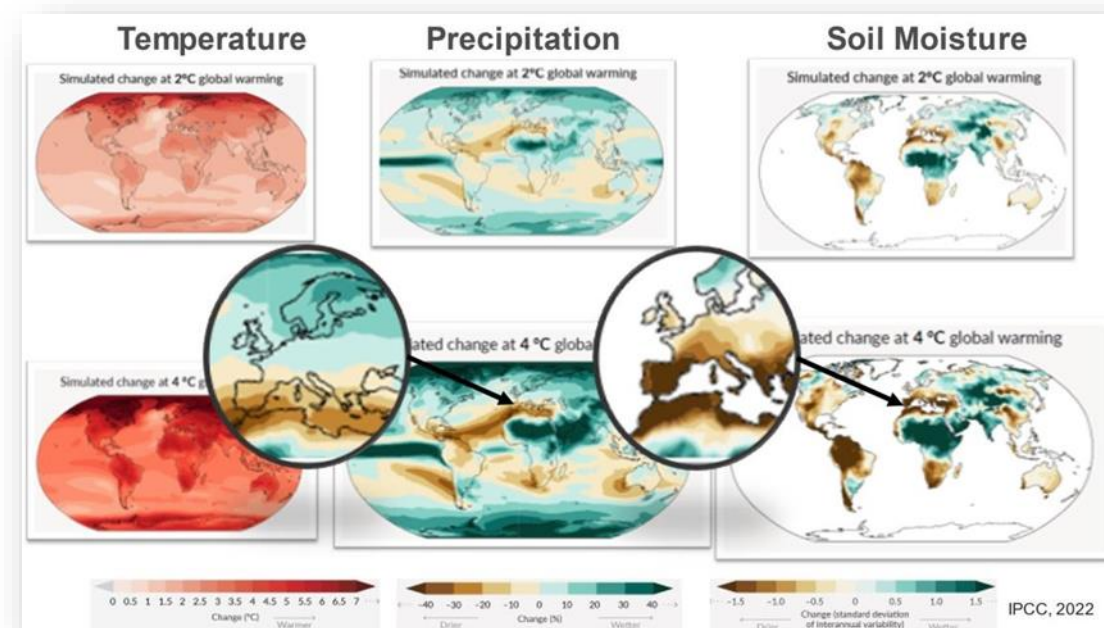 Temperature
Precipitation
Soil Moisture
Simulated change at 2°C global warming
Simulated change at 2°C global warming
Simulated change at 2°C global warming
Simulated change at 4 °C g
ulated change at 4 °C globa
ulated change at 4 °C global warming
0 0.5 1 1.5 2 2.5 3 3.5 4 4.5 5 5.5 6 6.5 7
Change (°C)
Warmer
-40 -30 -20 -10 0 10 20 30 40
Change (%)
Drier
Wetter
-1.5 -1.0 -0.5 0 0.5 1.0 1.5
Change (standard deviation
of interannual variability)
Drier
Wetter
IPCC, 2022